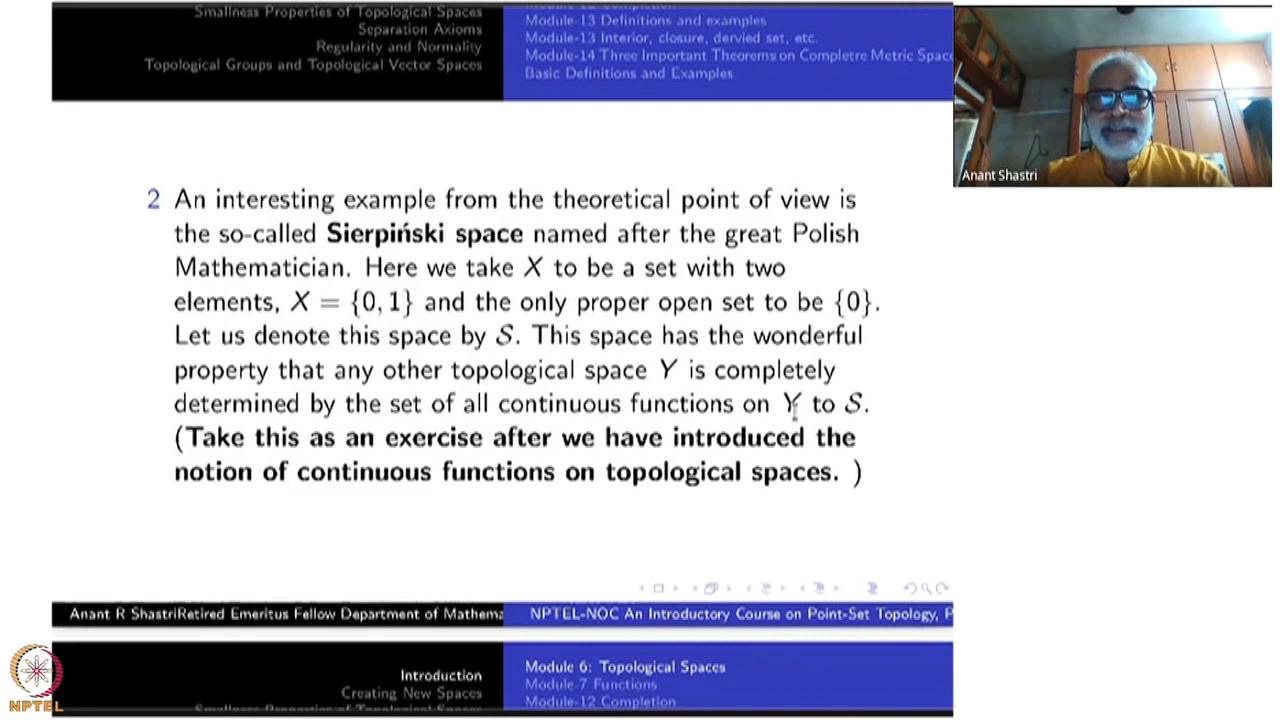 Smallness Properties of Topological Spaces
Separation Axioms
Regularity and Normality
Topological Groups and Topological Vector Spaces
Module-13 Definitions and examples
Module-13 Interior, closure, dervied set, etc.
Module-14 Three Important Theorems on Completre Metric Space
Basic Definitions and Examples
Anant Shastri
2 An interesting example from the theoretical point of view is
the so-called Sierpiński space named after the great Polish
Mathematician. Here we take X to be a set with two
elements, X = {0, 1} and the only proper open set to be {0}.
Let us denote this space by S. This space has the wonderful
property that any other topological space Y is completely
determined by the set of all continuous functions on Y to S.
(Take this as an exercise after we have introduced the
notion of continuous functions on topological spaces. )
Anant R ShastriRetired Emeritus Fellow Department of Mathema
NPTEL-NOC An Introductory Course on Point-Set Topology, P
Introduction
Creating New Spaces
Module 6: Topological Spaces
Module-7 Functions
Module-12 Completion
NPTEL